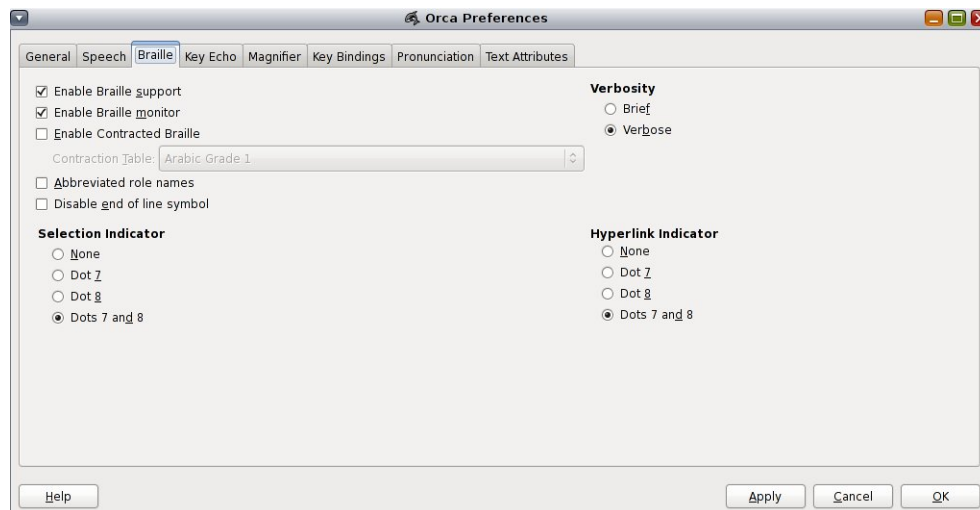 Orca Preferences
General Speech Braille Key Echo Magnifier Key Bindings Pronunciation Text Attributes
Enable Braille support
Enable Braille monitor
Enable Contracted Braille
Contraction Table: Arabic Grade 1
Abbreviated role names
Disable end of line symbol
Verbosity
Brief
Verbose
Selection Indicator
None
Dot 7
Dot 8
Dots 7 and 8
Hyperlink Indicator
None
Dot 7
Dot 8
Dots 7 and 8
Help Apply Cancel OK